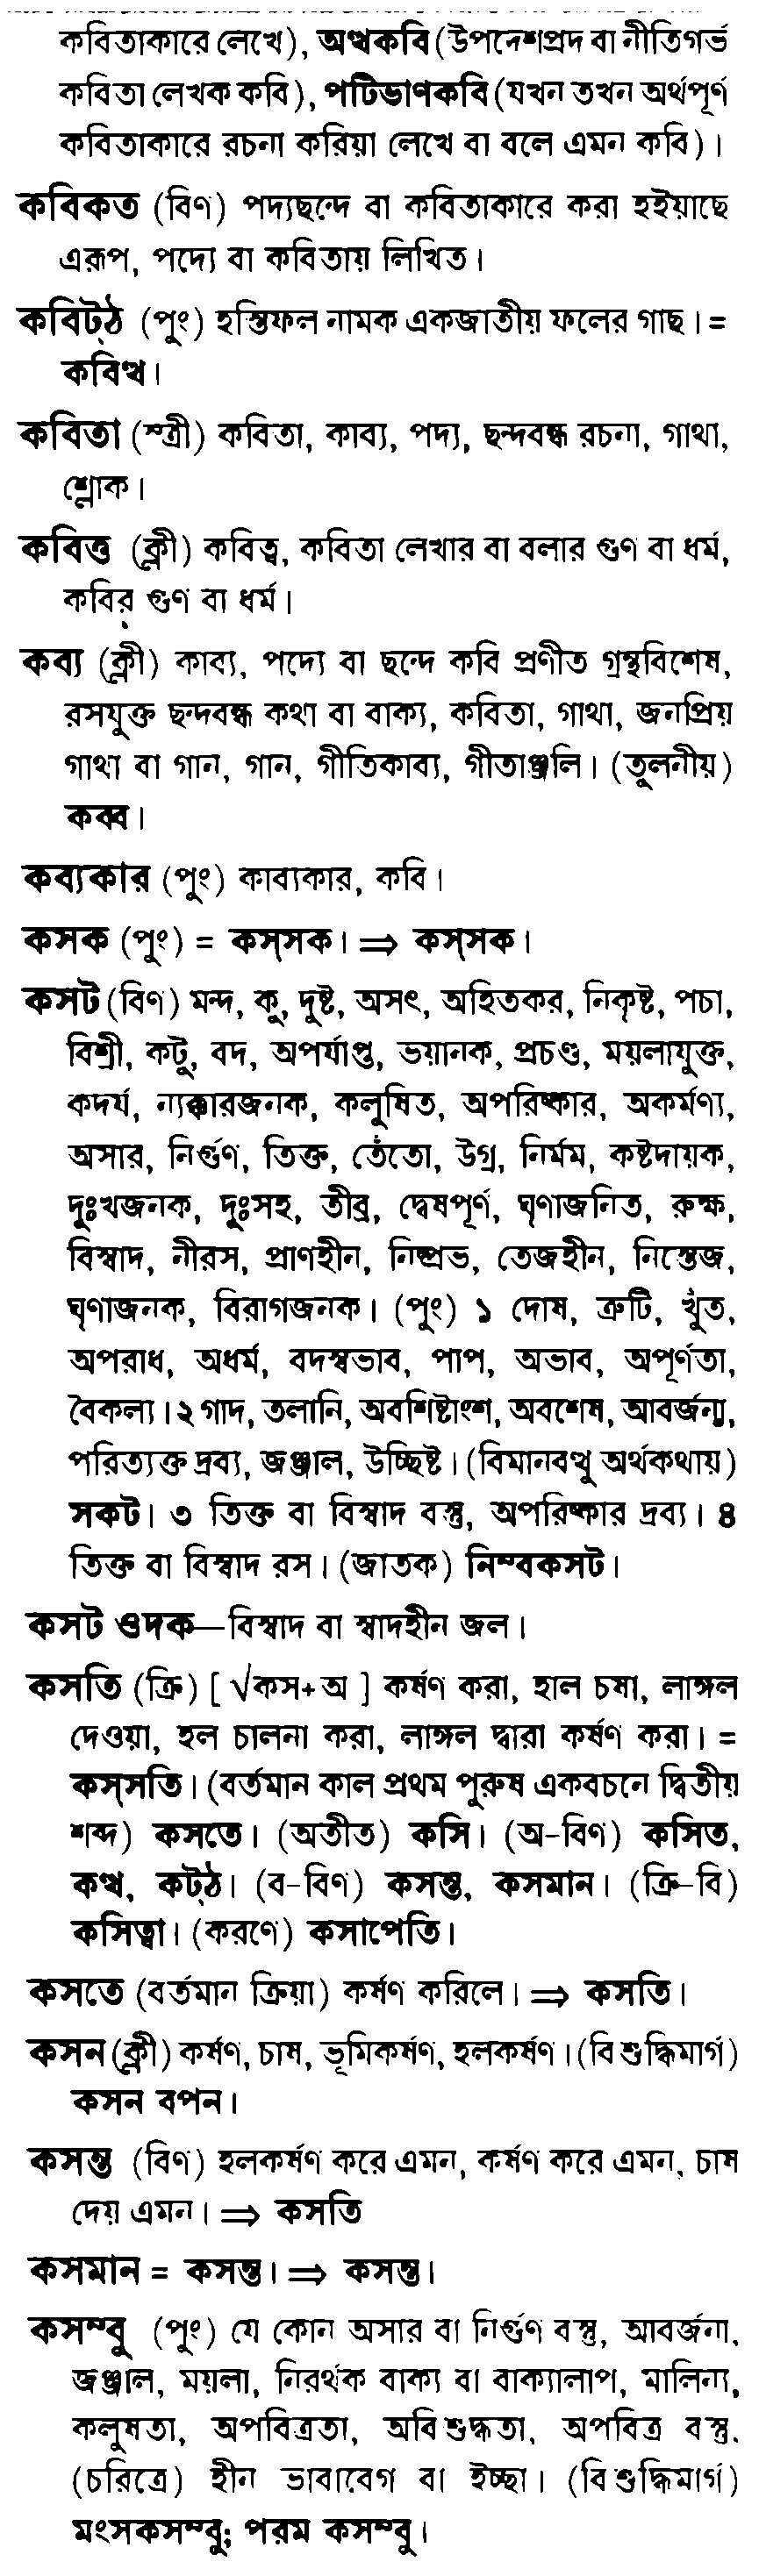 কবিতাকারে লেখে), অত্থকবি (উপদেশপ্রদ বা নীতিগর্ভ
কবিতা লেখক কবি), পটিভাণকবি (যখন তখন অর্থপূর্ণ
কবিতাকারে রচনা করিয়া লেখে বা বলে এমন কবি)।
কবিকত (বিণ) পদ্যছন্দে বা কবিতাকারে করা হইয়াছে
এরূপ, পদ্যে বা কবিতায় লিখিত।
কবিট্‌ঠ (পুং) হস্তিফল নামক একজাতীয় ফলের গাছ। =
কবিত্থ।
কবিতা (স্ত্রী) কবিতা, কাব্য, পদ্য, ছন্দবদ্ধ রচনা, গাথা,
শ্লোক।
কবিত্ত (ক্লী) কবিত্ব, কবিতা লেখার বা বলার গুণ বা ধর্ম,
কবির গুণ বা ধর্ম।
কব্য (ক্লী) কাব্য, পদ্যে বা ছন্দে কবি প্রণীত গ্রন্থবিশেষ,
রসযুক্ত ছন্দবদ্ধ কথা বা বাক্য, কবিতা, গাথা, জনপ্রিয়
গাথা বা গান, গান, গীতিকাব্য, গীতাঞ্জলি। (তুলনীয়)
কব্ব।
কব্যকার (পুং) কাব্যকার, কবি।
কসক (পুং) = কস্‌সক। ⇒ কস্‌সক।
কসট (বিণ) মন্দ, কু, দুষ্ট, অসৎ, অহিতকর, নিকৃষ্ট, পচা,
বিশ্রী, কটু, বদ, অপর্যাপ্ত, ভয়ানক, প্রচণ্ড, ময়লাযুক্ত,
কদর্য, ন্যক্কারজনক, কলুষিত, অপরিষ্কার, অকর্মণ্য,
অসার, নির্গুণ, তিক্ত, তেঁতো, উগ্র, নির্মম, কষ্টদায়ক,
দুঃখজনক, দুঃসহ, তীব্র, দ্বেষপূর্ণ, ঘৃণাজনিত, রুক্ষ,
বিস্বাদ, নীরস, প্রাণহীন, নিষ্প্রভ, তেজহীন, নিস্তেজ,
ঘৃণাজনক, বিরাগজনক। (পুং) ১ দোষ, ত্রুটি, খুঁত,
অপরাধ, অধর্ম, বদস্বভাব, পাপ, অভাব, অপূর্ণতা,
বৈকল্য। ২ গাদ, তলানি, অবশিষ্টাংশ, অবশেষ, আবর্জনা,
পরিত্যক্ত দ্রব্য, জঞ্জাল, উচ্ছিষ্ট। (বিমানবত্থু অর্থকথায়)
সকট। ৩ তিক্ত বা বিস্বাদ বস্তু, অপরিষ্কার দ্রব্য। ৪
তিক্ত বা বিস্বাদ রস। (জাতক) নিম্বকসট।
কসট ওদক—বিস্বাদ বা স্বাদহীন জল।
কসতি (ক্রি) [ √কস+অ ] কর্ষণ করা, হাল চষা, লাঙ্গল
দেওয়া, হল চালনা করা, লাঙ্গল দ্বারা কর্ষণ করা। =
কস্‌সতি। (বর্তমান কাল প্রথম পুরুষ একবচনে দ্বিতীয়
শব্দ) কসতে। (অতীত) কসি। (অ-বিণ) কসিত,
কত্থ, কট্‌ঠ। (ব-বিণ) কসন্ত, কসমান। (ক্রি-বি)
কসিত্বা। (করণে) কসাপেতি।
কসতে (বর্তমান ক্রিয়া) কর্ষণ করিলে। ⇒ কসতি।
কসন (ক্লী) কর্ষণ, চাষ, ভূমিকর্ষণ, হলকর্ষণ। (বিশুদ্ধিমার্গ)
কসন বপন।
কসন্ত (বিণ) হলকর্ষণ করে এমন, কর্ষণ করে এমন, চাষ
দেয় এমন। ⇒ কসতি
কসমান = কসন্ত। ⇒ কসন্ত।
কসম্বু (পুং) যে কোন অসার বা নির্গুণ বস্তু, আবর্জনা,
জঞ্জাল, ময়লা, নিরর্থক বাক্য বা বাক্যালাপ, মালিন্য,
কলুষতা, অপবিত্রতা, অবিশুদ্ধতা, অপবিত্র বস্তু,
(চরিত্রে) হীন ভাবাবেগ বা ইচ্ছা। (বিশুদ্ধিমার্গ)
মংসকসম্বু; পরম কসম্বু।